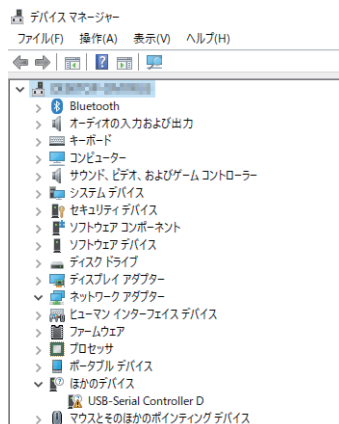 デバイス マネージャー
ファイル(F) 操作(A) 表示(V) ヘルプ(H)
Bluetooth
オーディオの入力および出力
キーボード
コンピューター
サウンド、ビデオ、およびゲーム コントローラー
システム デバイス
セキュリティ デバイス
ソフトウェア コンポーネント
ソフトウェア デバイス
ディスク ドライブ
ディスプレイ アダプター
ネットワーク アダプター
ヒューマン インターフェイス デバイス
ファームウェア
プロセッサ
ポータブル デバイス
ほかのデバイス
USB-Serial Controller D
マウスとそのほかのポインティング デバイス